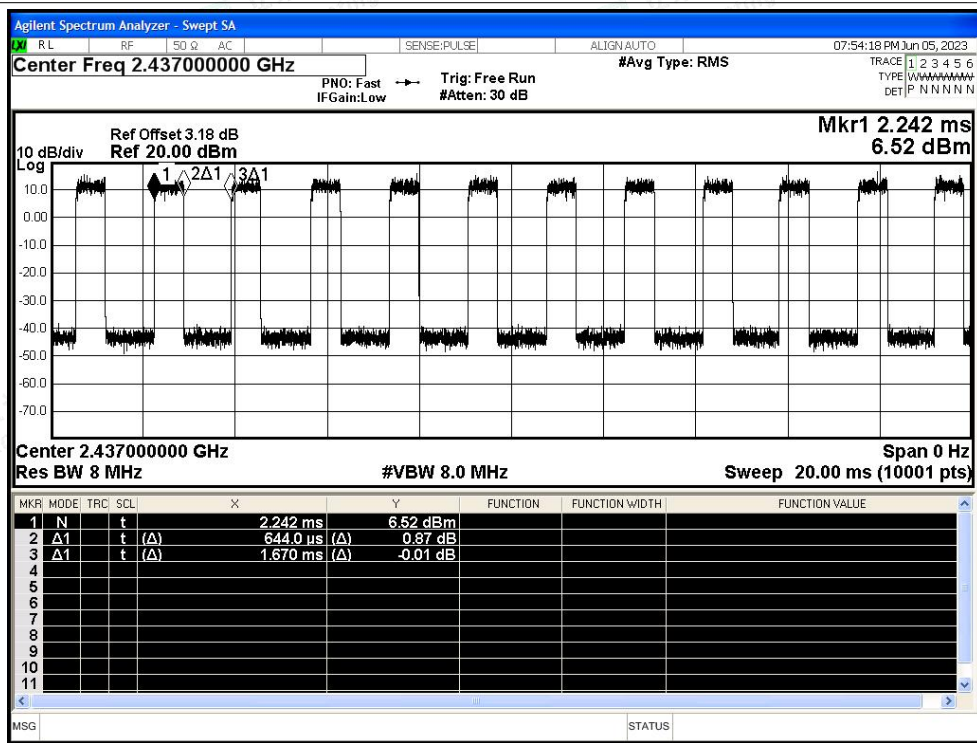 Agilent Spectrum Analyzer - Swept SA
LXI RL RF 50 Ω AC SENSE:PULSE ALIGN AUTO 07:54:18 PM Jun 05, 2023
Center Freq 2.437000000 GHz #Avg Type: RMS TRACE 1 2 3 4 5 6
PNO: Fast Trig: Free Run TYPE WWWWWW
IFGain:Low #Atten: 30 dB DET P N N N N N
Mkr1 2.242 ms
Ref Offset 3.18 dB
10 dB/div Ref 20.00 dBm 6.52 dBm
Log
1 2Δ1 3Δ1
10.0
0.00
-10.0
-20.0
-30.0
-40.0
-50.0
-60.0
-70.0
Center 2.437000000 GHz Span 0 Hz
Res BW 8 MHz #VBW 8.0 MHz Sweep 20.00 ms (10001 pts)
MKR MODE TRC SCL X Y FUNCTION FUNCTION WIDTH FUNCTION VALUE
1 N t 2.242 ms 6.52 dBm
2 Δ1 t (Δ) 644.0 µs (Δ) 0.87 dB
3 Δ1 t (Δ) 1.670 ms (Δ) -0.01 dB
4
5
6
7
8
9
10
11
MSG STATUS